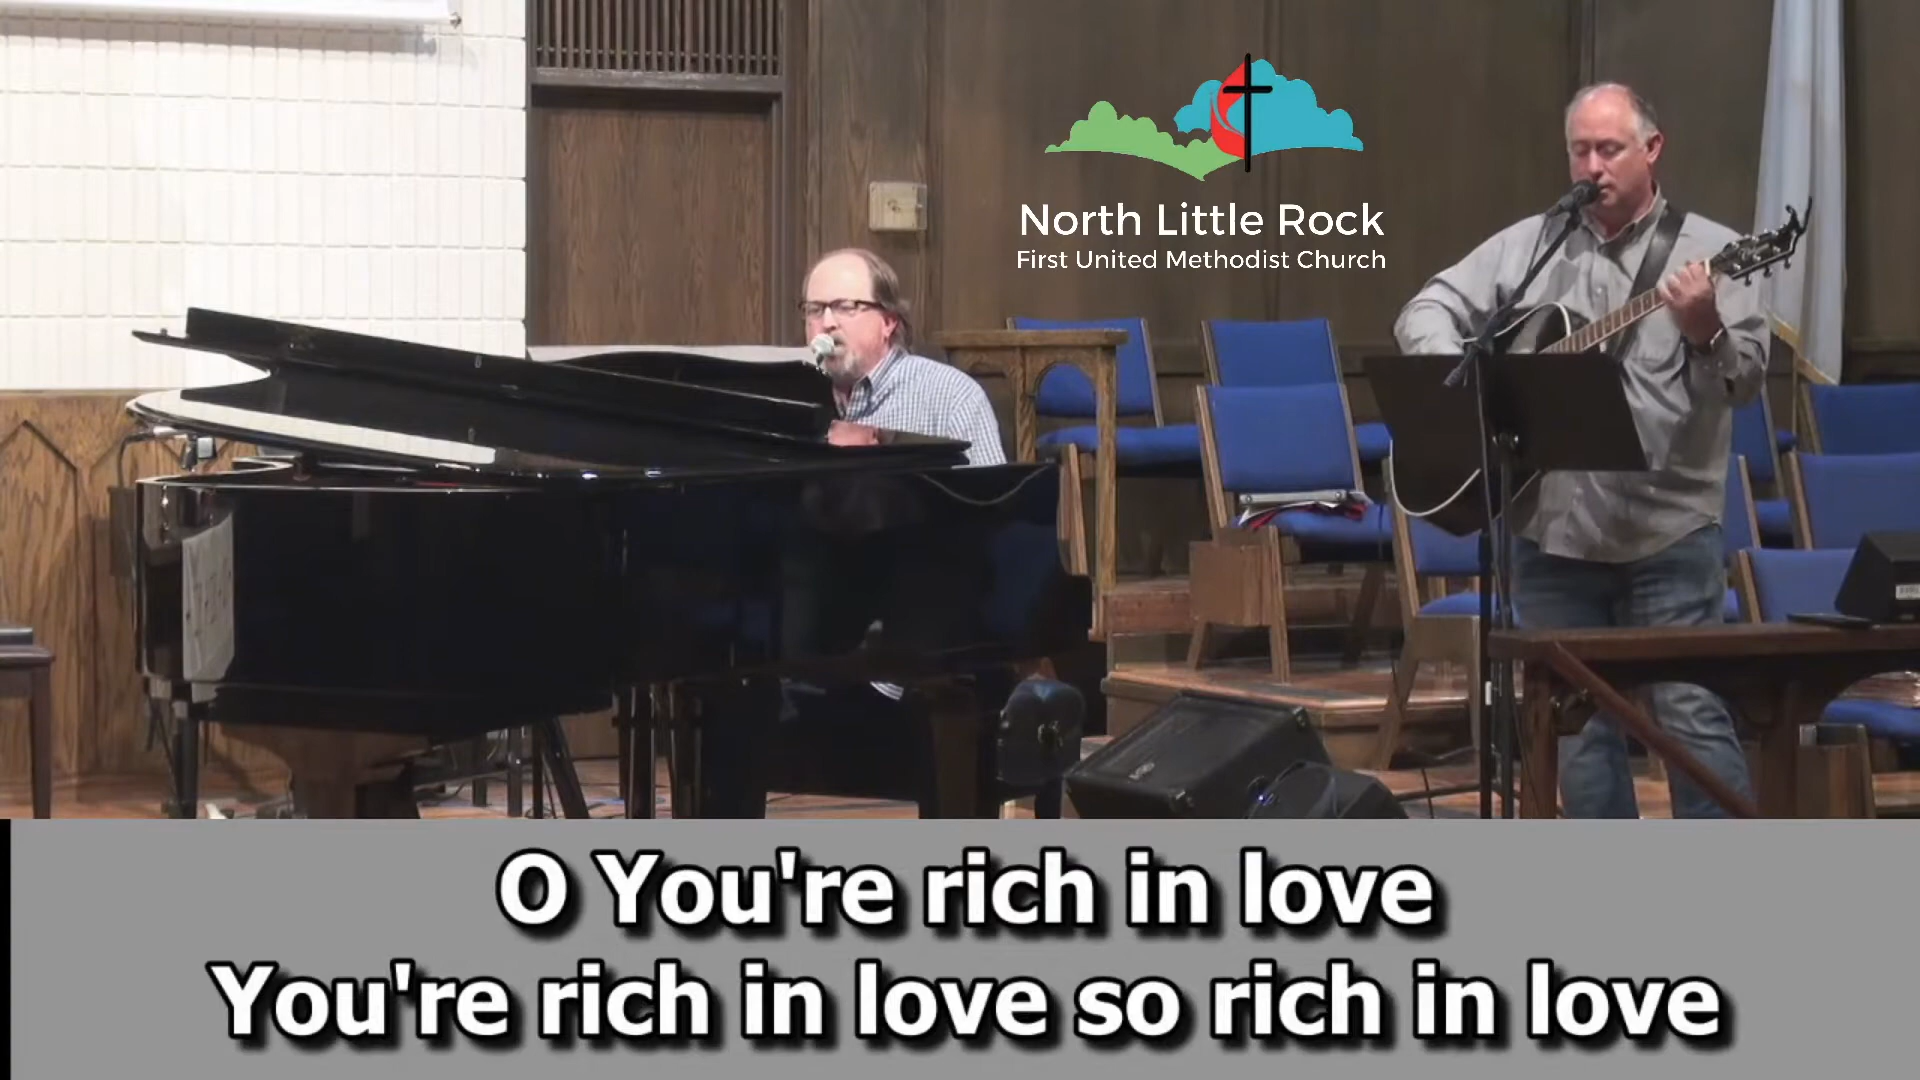 North Little Rock
First United Methodist Church
O You're rich in love
You're rich in love so rich in love